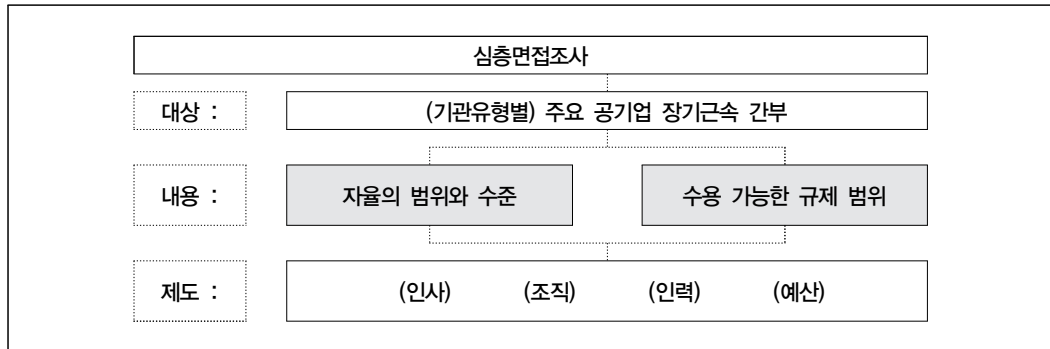 심층면접조사
대상 : (기관유형별) 주요 공기업 장기근속 간부
내용 : 자율의 범위와 수준 수용 가능한 규제 범위
제도 : (인사) (조직) (인력) (예산)